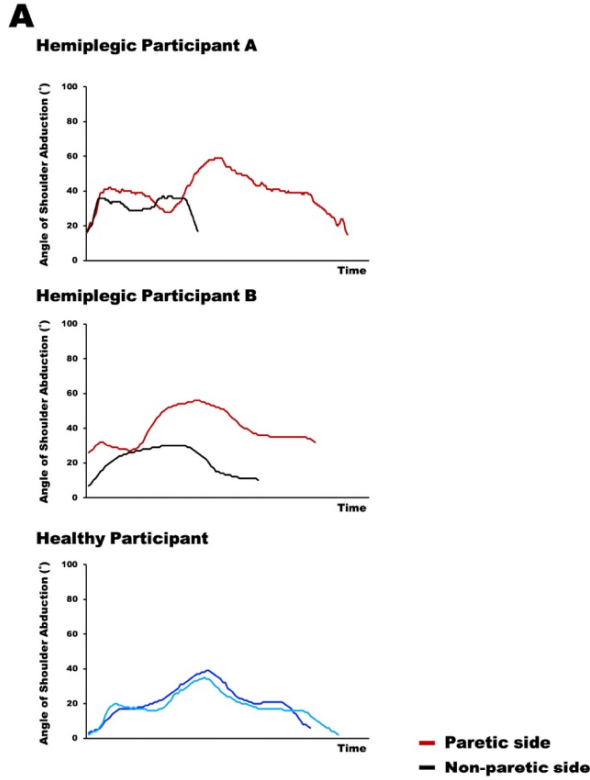 A
Hemiplegic Participant A
Angle of Shoulder Abduction (°)
100
80
60
40
20
0
Time
Hemiplegic Participant B
Angle of Shoulder Abduction (°)
100
80
60
40
20
0
Time
Healthy Participant
Angle of Shoulder Abduction (°)
100
80
60
40
20
0
Time
Paretic side
Non-paretic side